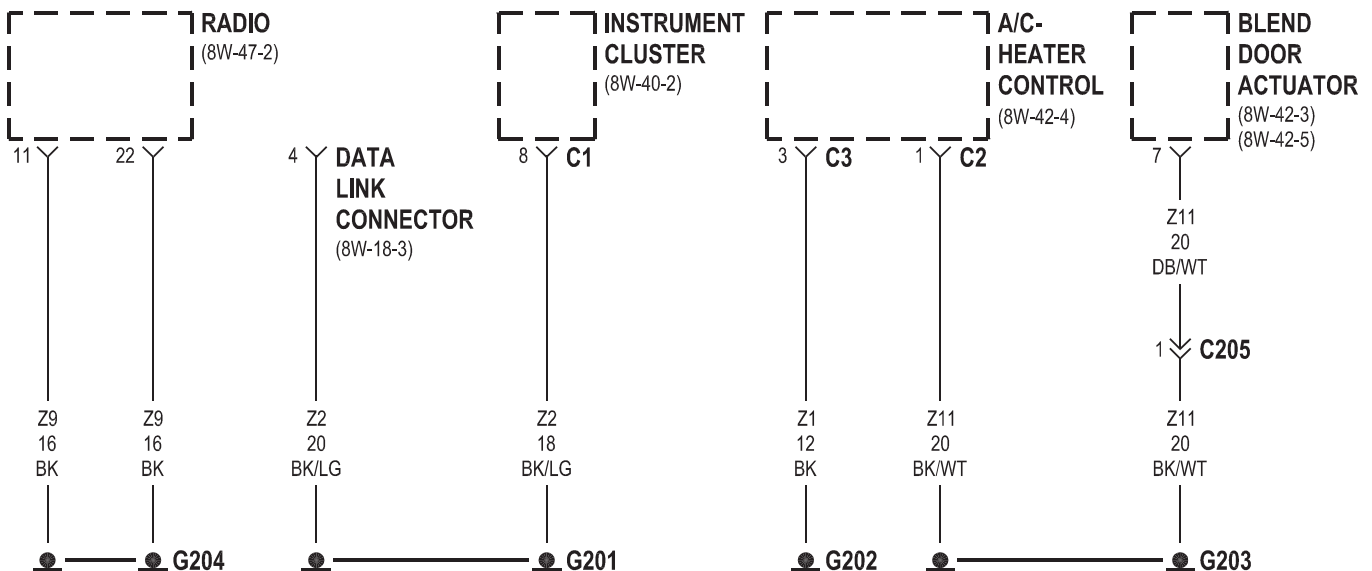 RADIO
(8W-47-2)
INSTRUMENT
CLUSTER
(8W-40-2)
A/C-
HEATER
CONTROL
(8W-42-4)
BLEND
DOOR
ACTUATOR
(8W-42-3)
(8W-42-5)
11
22
4
DATA
LINK
CONNECTOR
(8W-18-3)
8 C1
3 C3
1 C2
7
Z11
20
DB/WT
1 C205
Z9
16
BK
Z9
16
BK
Z2
20
BK/LG
Z2
18
BK/LG
Z1
12
BK
Z11
20
BK/WT
Z11
20
BK/WT
G204
G201
G202
G203